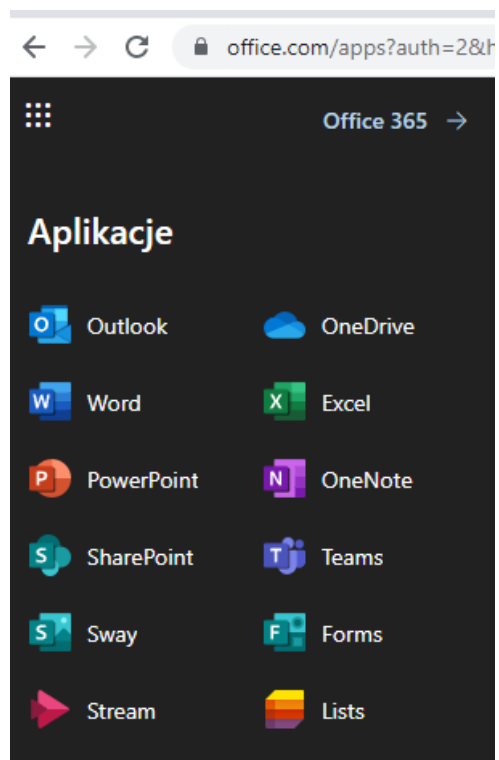 office.com/apps?auth=2&h
Office 365 →
Aplikacje
Outlook OneDrive
Word Excel
PowerPoint OneNote
SharePoint Teams
Sway Forms
Stream Lists